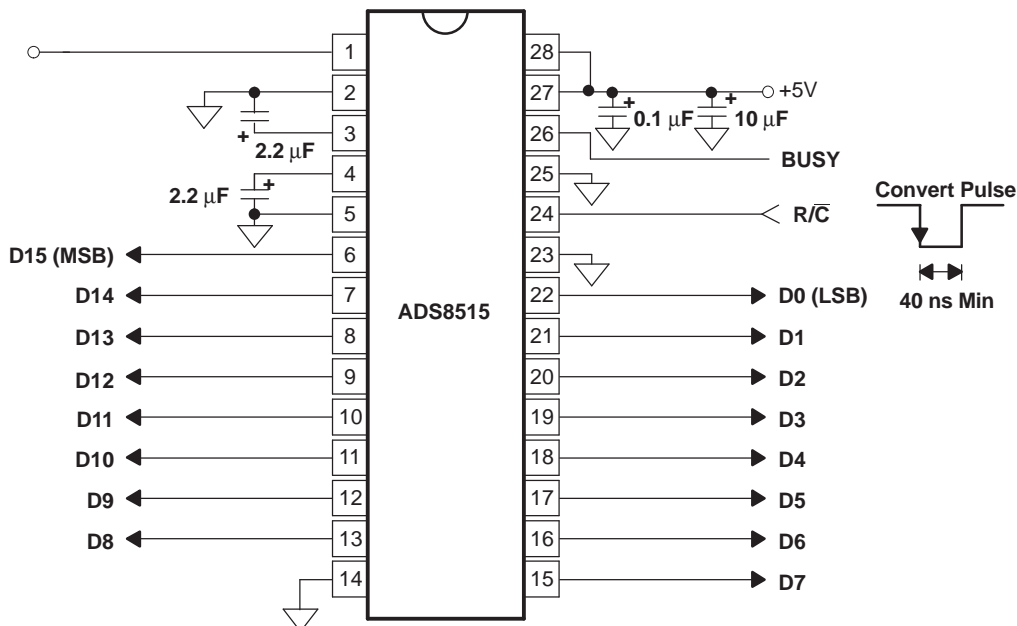 1
28
2
27
+5V
+
0.1 µF
+
10 µF
3
26
+
2.2 µF
BUSY
4
25
2.2 µF
+
Convert Pulse
5
24
R/C̅
D15 (MSB)
6
23
D14
7
22
D0 (LSB)
40 ns Min
ADS8515
D13
8
21
D1
D12
9
20
D2
D11
10
19
D3
D10
11
18
D4
D9
12
17
D5
D8
13
16
D6
14
15
D7